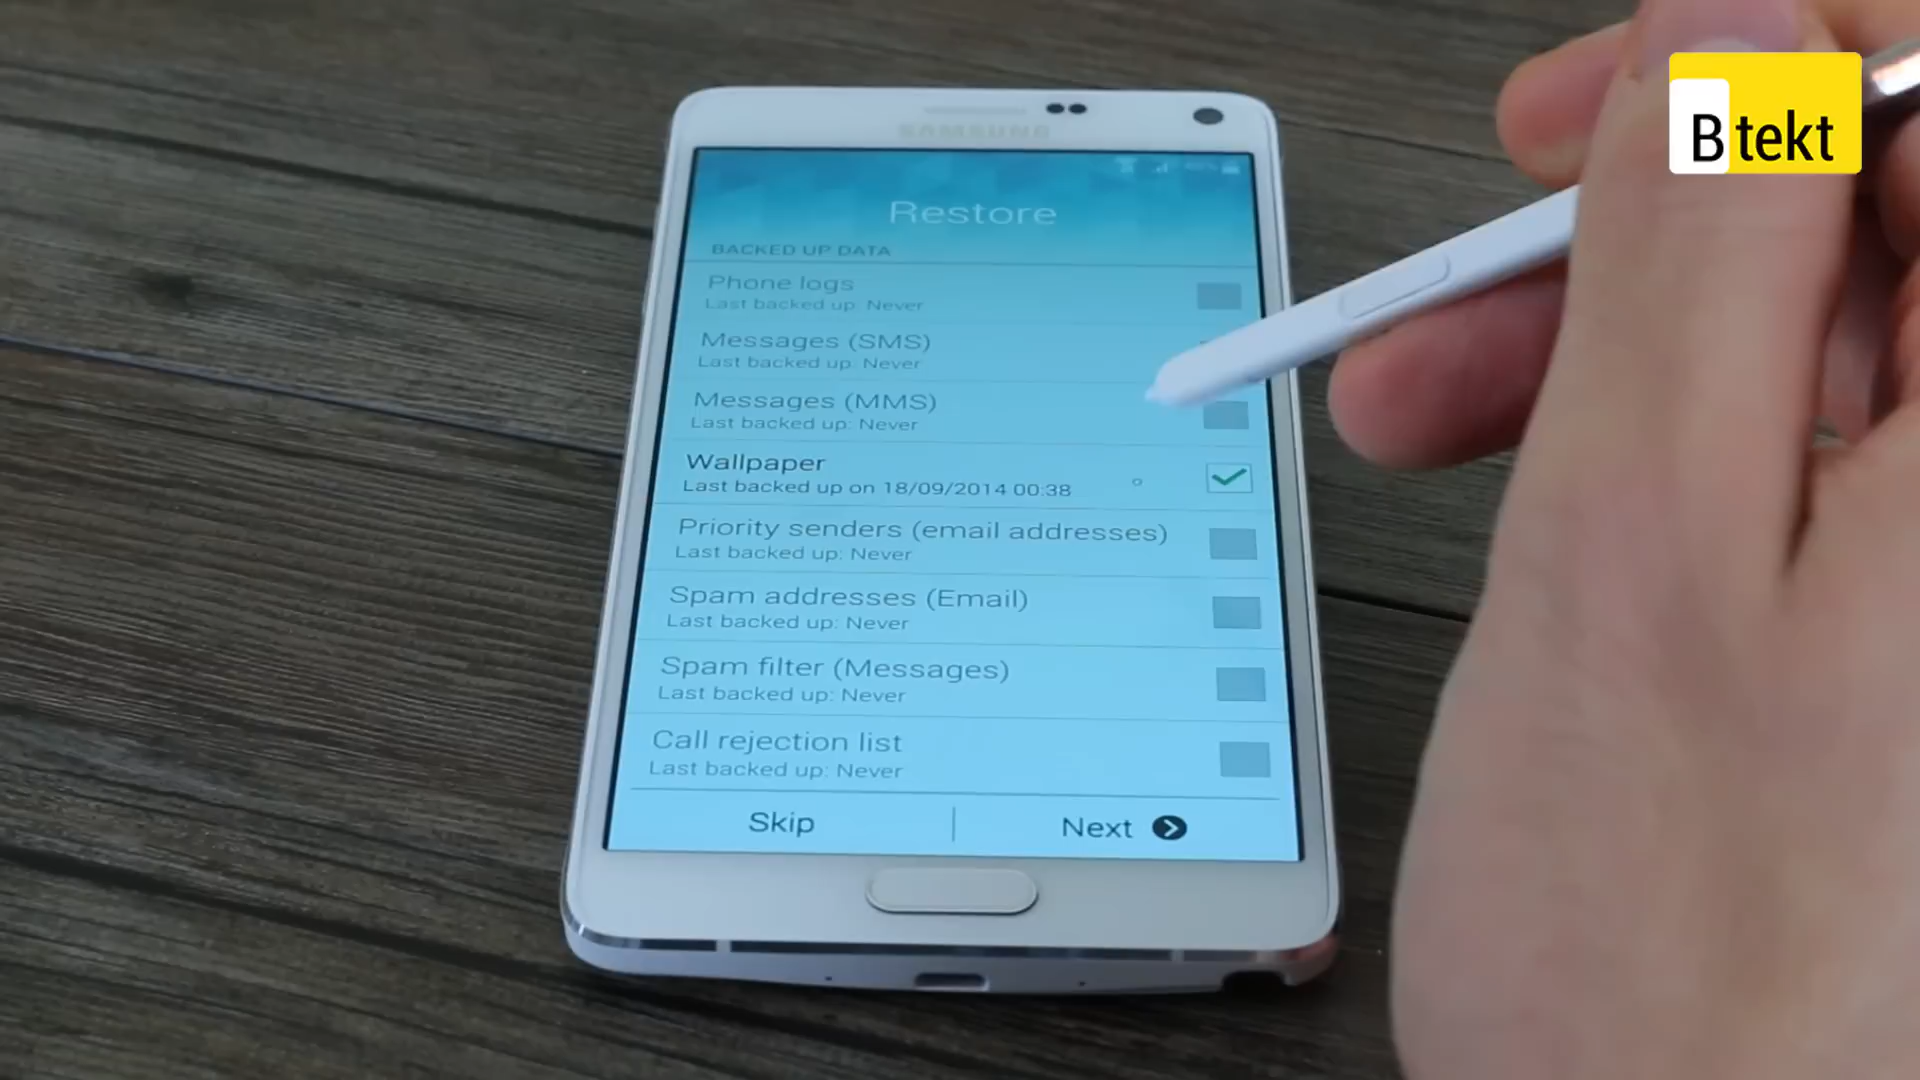 Btekt
SAMSUNG
Restore
BACKED UP DATA
Phone logs
Last backed up: Never
Messages (SMS)
Last backed up: Never
Messages (MMS)
Last backed up: Never
Wallpaper
Last backed up on 18/09/2014 00:38
Priority senders (email addresses)
Last backed up: Never
Spam addresses (Email)
Last backed up: Never
Spam filter (Messages)
Last backed up: Never
Call rejection list
Last backed up: Never
Skip
Next